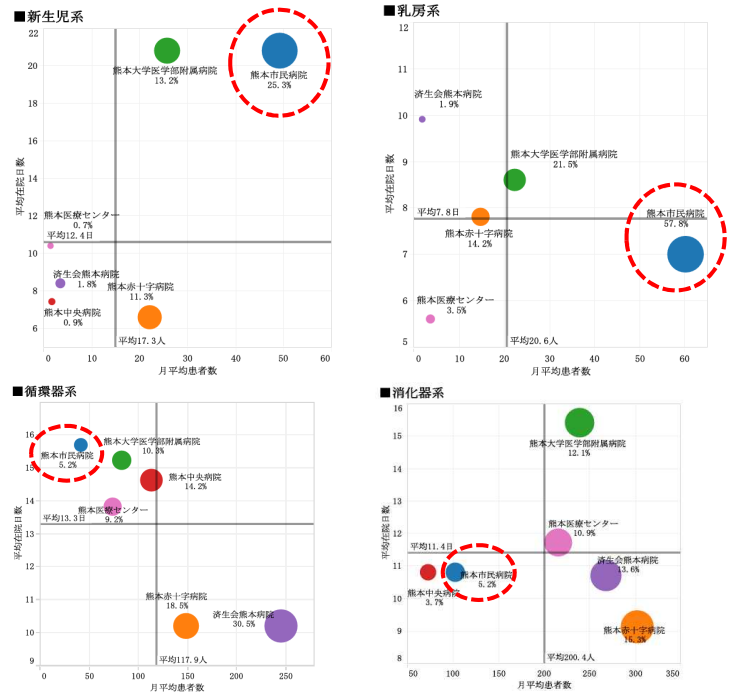 ■新生児系
22
20
18
16
14
12
10
8
6
平均在院日数
熊本大学医学部附属病院
13.2%
熊本市民病院
25.3%
熊本医療センター
0.7%
平均12.4日
済生会熊本病院
1.8%
熊本赤十字病院
11.3%
熊本中央病院
0.9%
平均17.3人
0 10 20 30 40 50 60
月平均患者数
■乳房系
12
11
10
9
8
7
6
5
平均在院日数
済生会熊本病院
1.9%
熊本大学医学部附属病院
21.5%
平均7.8日
熊本市民病院
57.8%
熊本赤十字病院
14.2%
熊本医療センター
3.5%
平均20.6人
0 10 20 30 40 50 60
月平均患者数
■循環器系
16
15
14
13
12
11
10
9
平均在院日数
熊本市民病院
5.2%
熊本大学医学部附属病院
10.3%
熊本中央病院
14.2%
熊本医療センター
9.2%
平均13.3日
熊本赤十字病院
18.5%
済生会熊本病院
30.5%
平均117.9人
0 50 100 150 200 250
月平均患者数
■消化器系
16
15
14
13
12
11
10
9
8
平均在院日数
熊本大学医学部附属病院
12.1%
熊本医療センター
10.9%
平均11.4日
済生会熊本病院
13.6%
熊本市民病院
5.2%
熊本中央病院
3.7%
熊本赤十字病院
15.3%
平均200.4人
50 100 150 200 250 300 350
月平均患者数